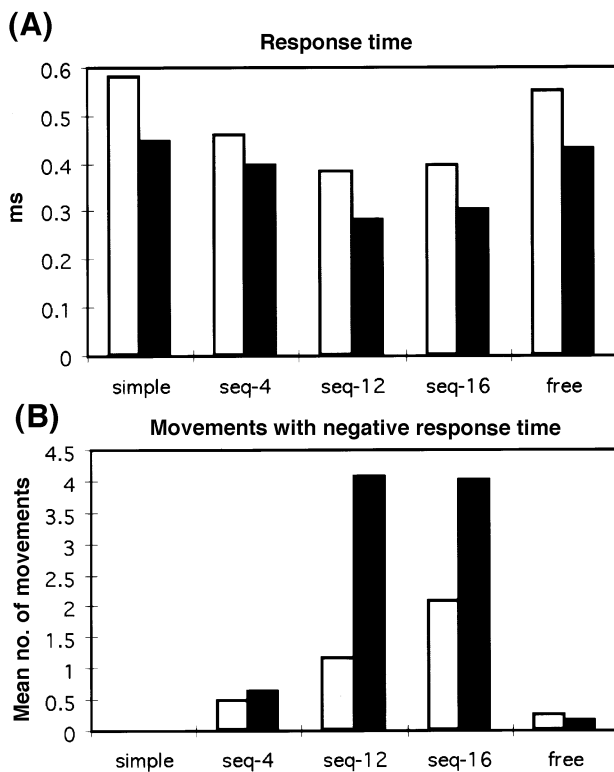 (A)
Response time
0.6
0.5
0.4
0.3
0.2
0.1
0
ms
simple seq-4 seq-12 seq-16 free
(B)
Movements with negative response time
4.5
4
3.5
3
2.5
2
1.5
1
0.5
0
Mean no. of movements
simple seq-4 seq-12 seq-16 free